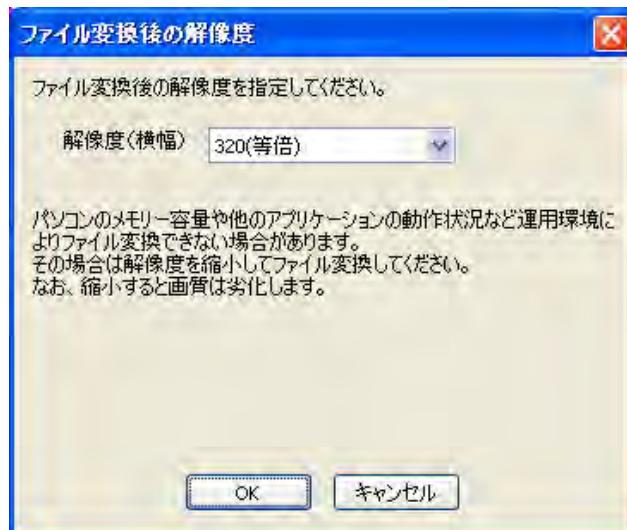 ファイル変換後の解像度
ファイル変換後の解像度を指定してください。
解像度(横幅) 320(等倍)
パソコンのメモリー容量や他のアプリケーションの動作状況など運用環境に
よりファイル変換できない場合があります。
その場合は解像度を縮小してファイル変換してください。
なお、縮小すると画質は劣化します。
OK キャンセル